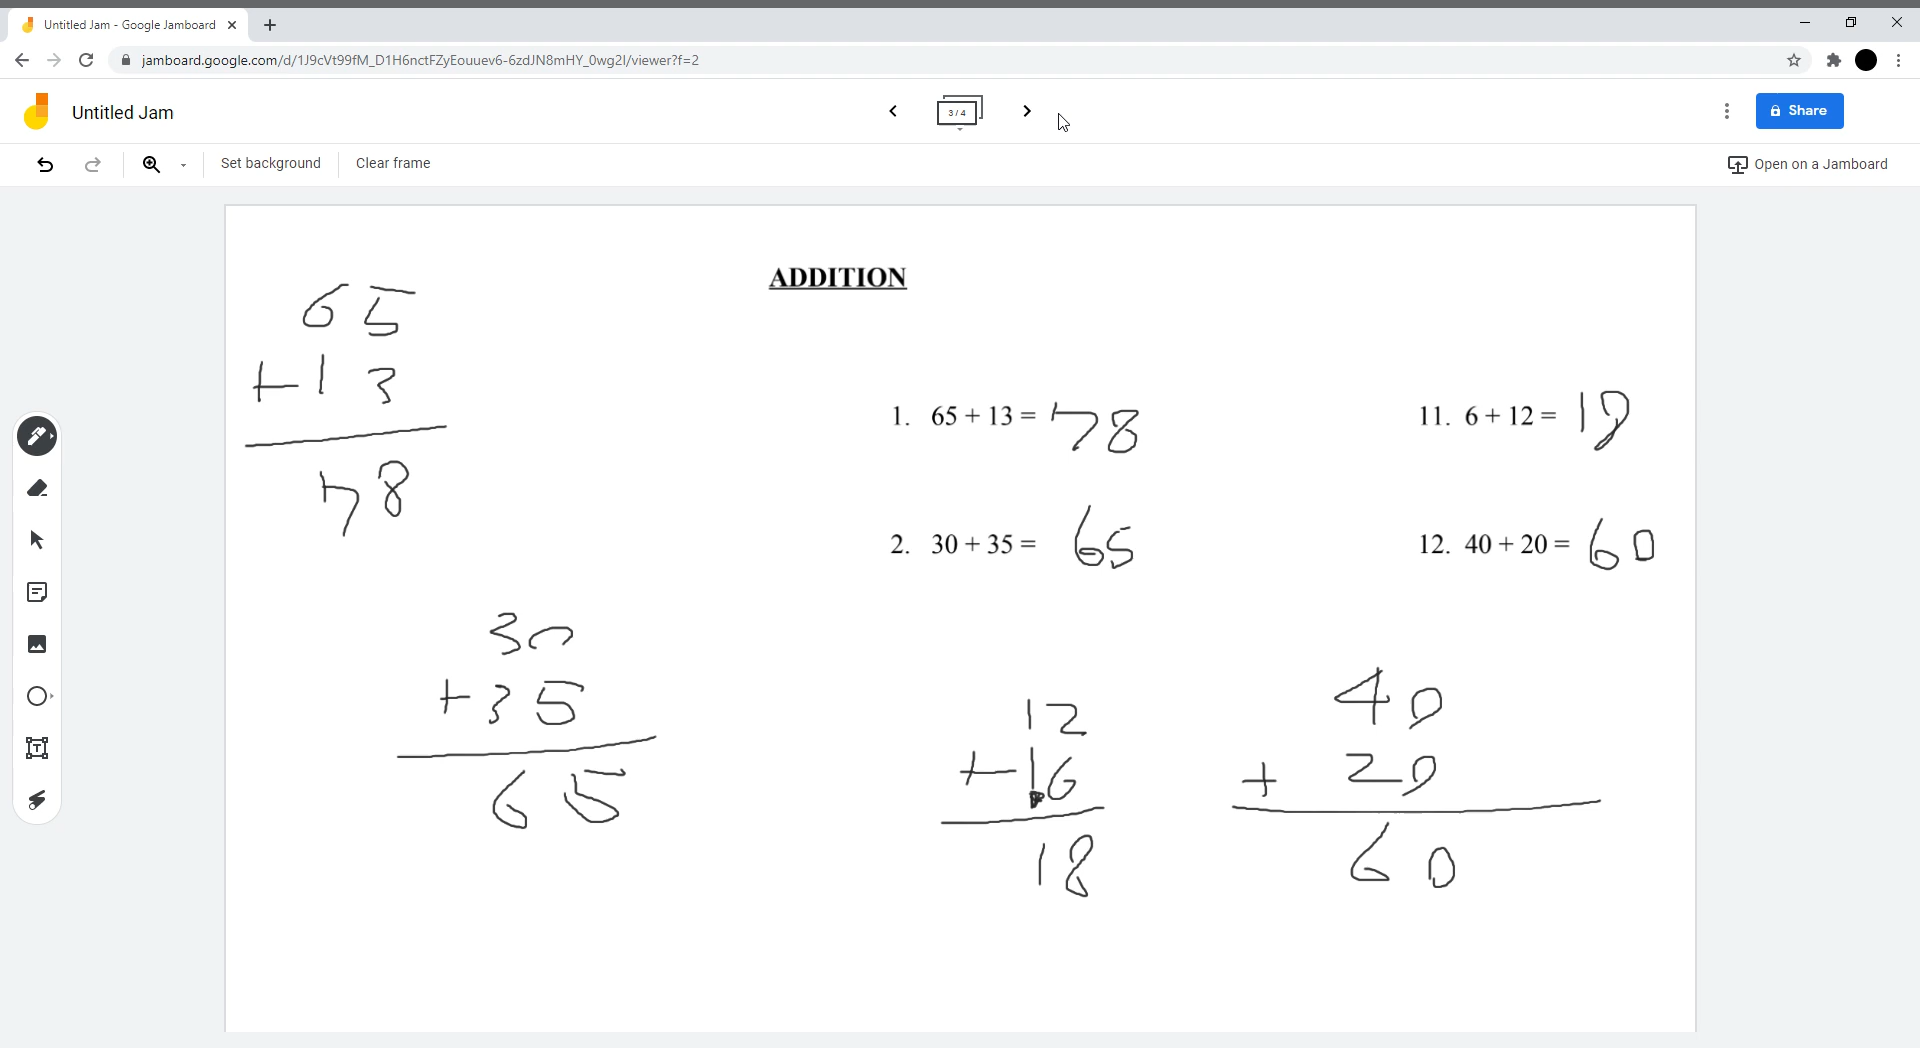 Untitled Jam - Google Jamboard
jamboard.google.com/d/1J9cVt99fM_D1H6nctFZyEouuev6-6zdJN8mHY_0wg2I/viewer?f=2
Untitled Jam
3 / 4
Share
Set background
Clear frame
Open on a Jamboard
ADDITION
65
+13
78
1. 65 + 13 = 78
11. 6 + 12 = 18
2. 30 + 35 = 65
12. 40 + 20 = 60
30
+35
65
12
+16
18
40
+ 20
60